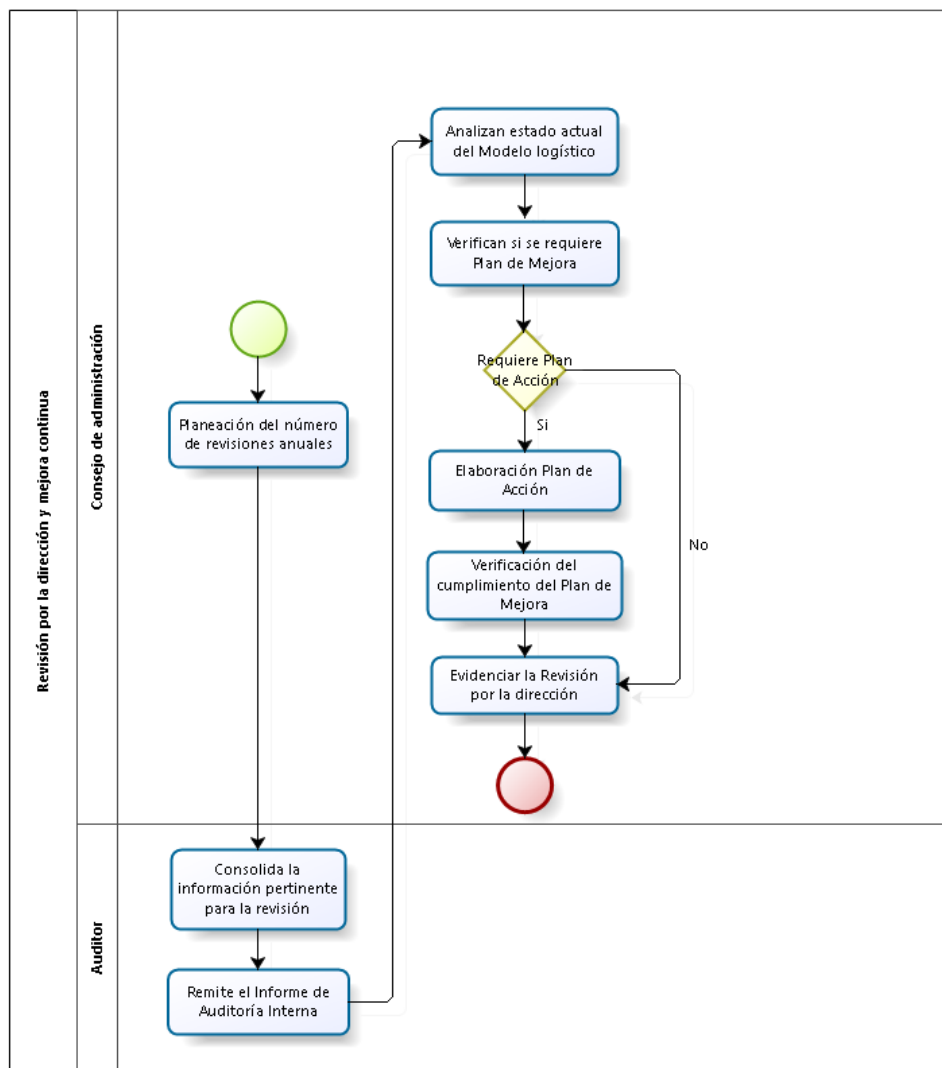 Revisión por la dirección y mejora continua
Consejo de administración
Planeación del número
de revisiones anuales
Analizan estado actual
del Modelo logístico
Verifican si se requiere
Plan de Mejora
Requiere Plan
de Acción
Si
No
Elaboración Plan de
Acción
Verificación del
cumplimiento del Plan de
Mejora
Evidenciar la Revisión
por la dirección
Auditor
Consolida la
información pertinente
para la revisión
Remite el Informe de
Auditoría Interna